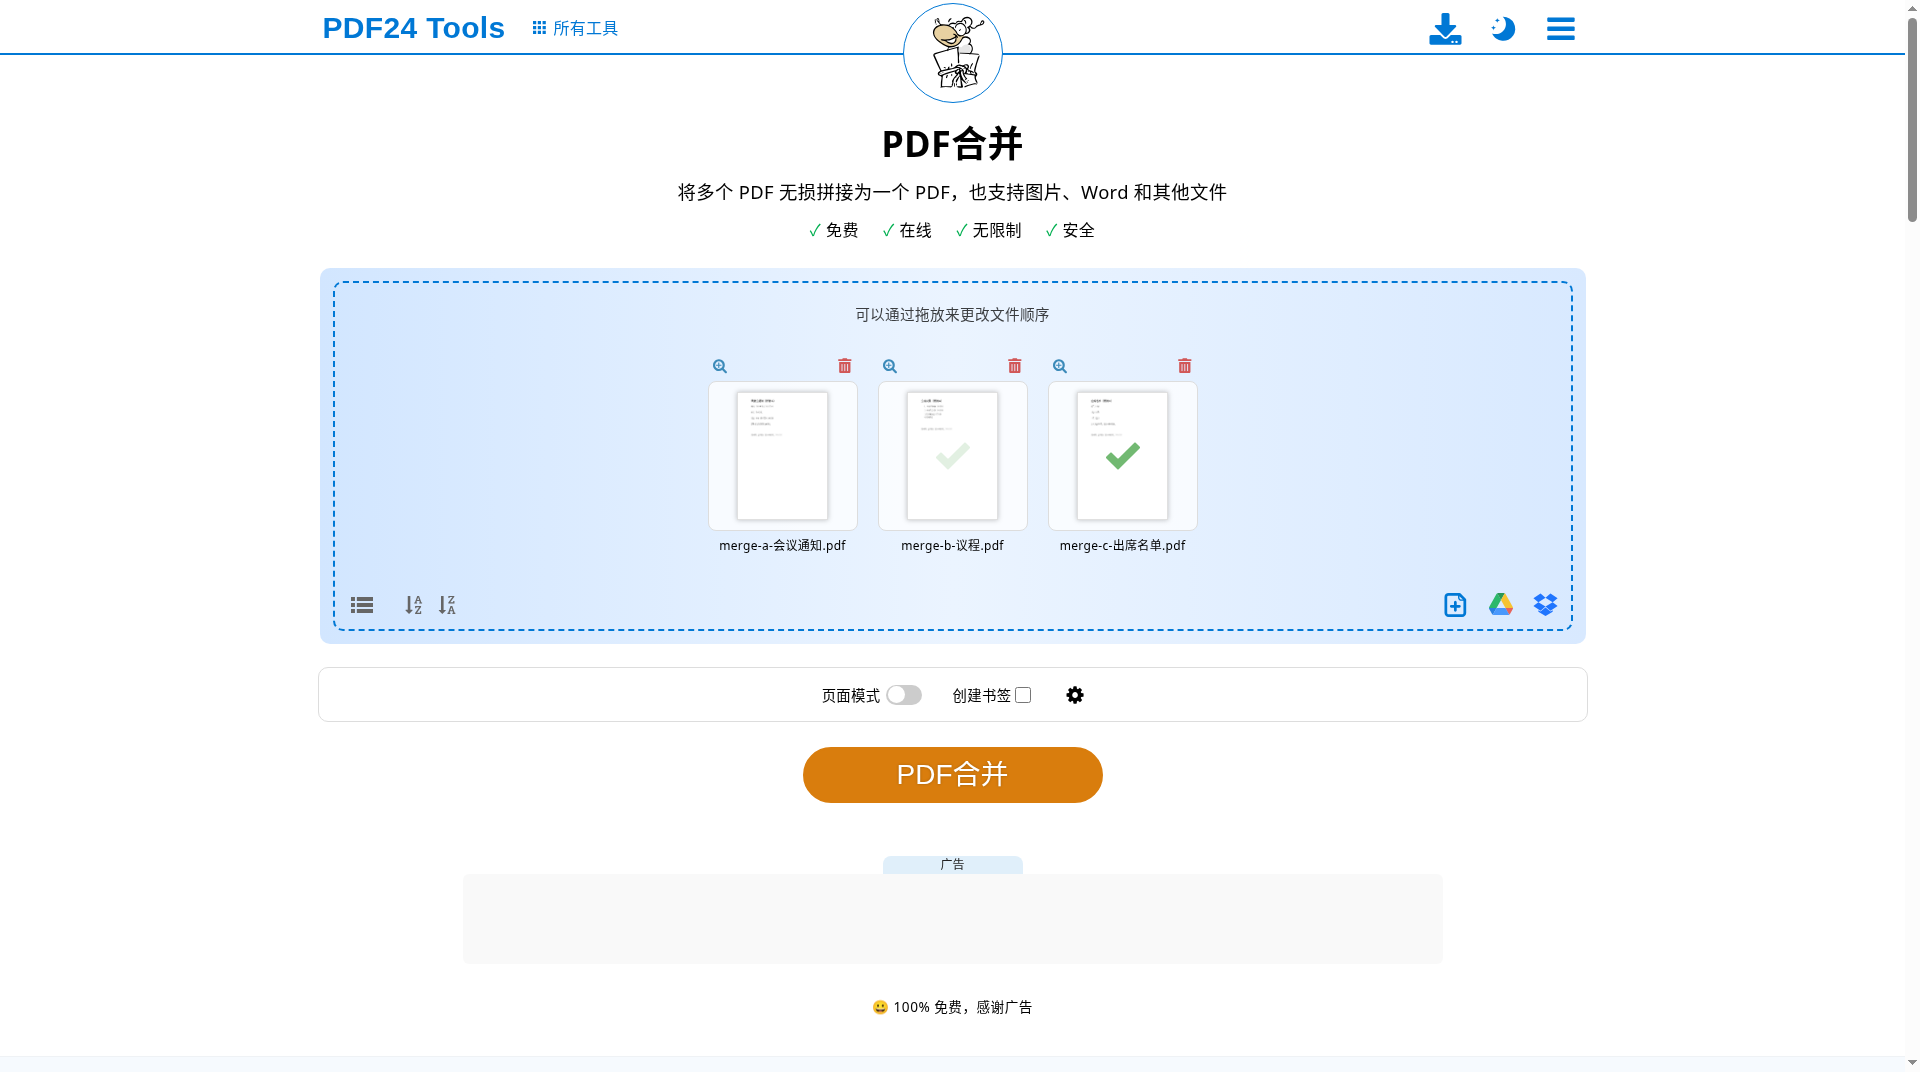 PDF24 Tools
所有工具
PDF合并
将多个 PDF 无损拼接为一个 PDF，也支持图片、Word 和其他文件
✓ 免费 ✓ 在线 ✓ 无限制 ✓ 安全
可以通过拖放来更改文件顺序
merge-a-会议通知.pdf
merge-b-议程.pdf
merge-c-出席名单.pdf
页面模式
创建书签
PDF合并
广告
😀 100% 免费，感谢广告